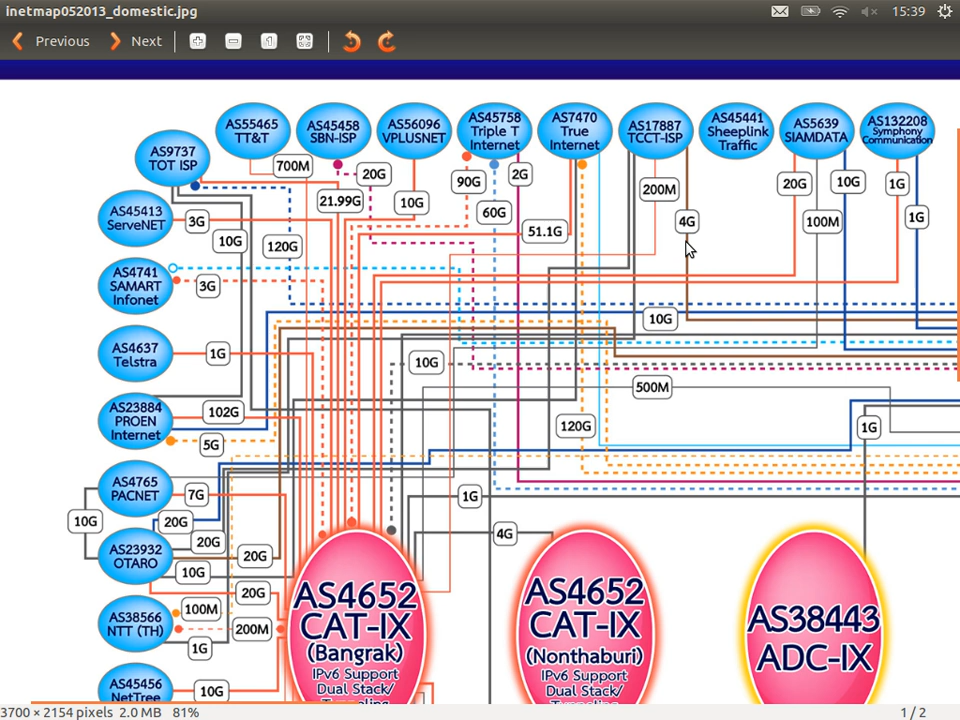 inetmap052013_domestic.jpg
15:39
Previous
Next
AS55465
TT&T
AS45458
SBN-ISP
AS56096
VPLUSNET
AS45758
Triple T
Internet
AS7470
True
Internet
AS17887
TCCT-ISP
AS45441
Sheeplink
Traffic
AS5639
SIAMDATA
AS132208
Symphony
Communication
AS9737
TOT ISP
700M
20G
90G
2G
200M
20G
10G
1G
21.99G
10G
60G
AS45413
ServeNET
3G
10G
120G
51.1G
4G
100M
1G
AS4741
SAMART
Infonet
3G
10G
AS4637
Telstra
1G
10G
500M
AS23884
PROEN
Internet
102G
5G
120G
1G
AS4765
PACNET
7G
1G
10G
20G
AS23932
OTARO
20G
20G
10G
4G
20G
AS38566
NTT (TH)
100M
200M
1G
AS45456
NetTree
10G
AS4652
CAT-IX
(Bangrak)
IPv6 Support
Dual Stack/
Tunneling
AS4652
CAT-IX
(Nonthaburi)
IPv6 Support
Dual Stack/
AS38443
ADC-IX
3700 × 2154 pixels 2.0 MB 81%
1 / 2